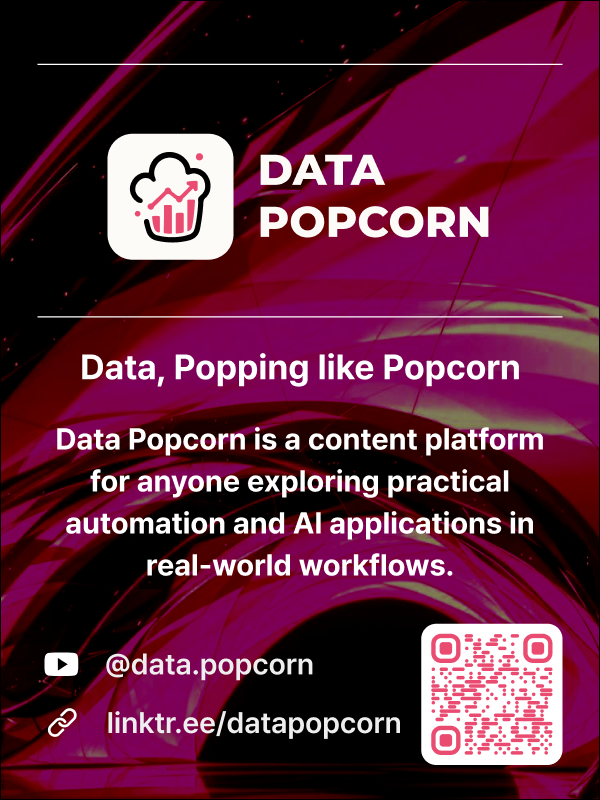 DATA
POPCORN
Data, Popping like Popcorn
Data Popcorn is a content platform
for anyone exploring practical
automation and AI applications in
real-world workflows.
@data.popcorn
linktr.ee/datapopcorn